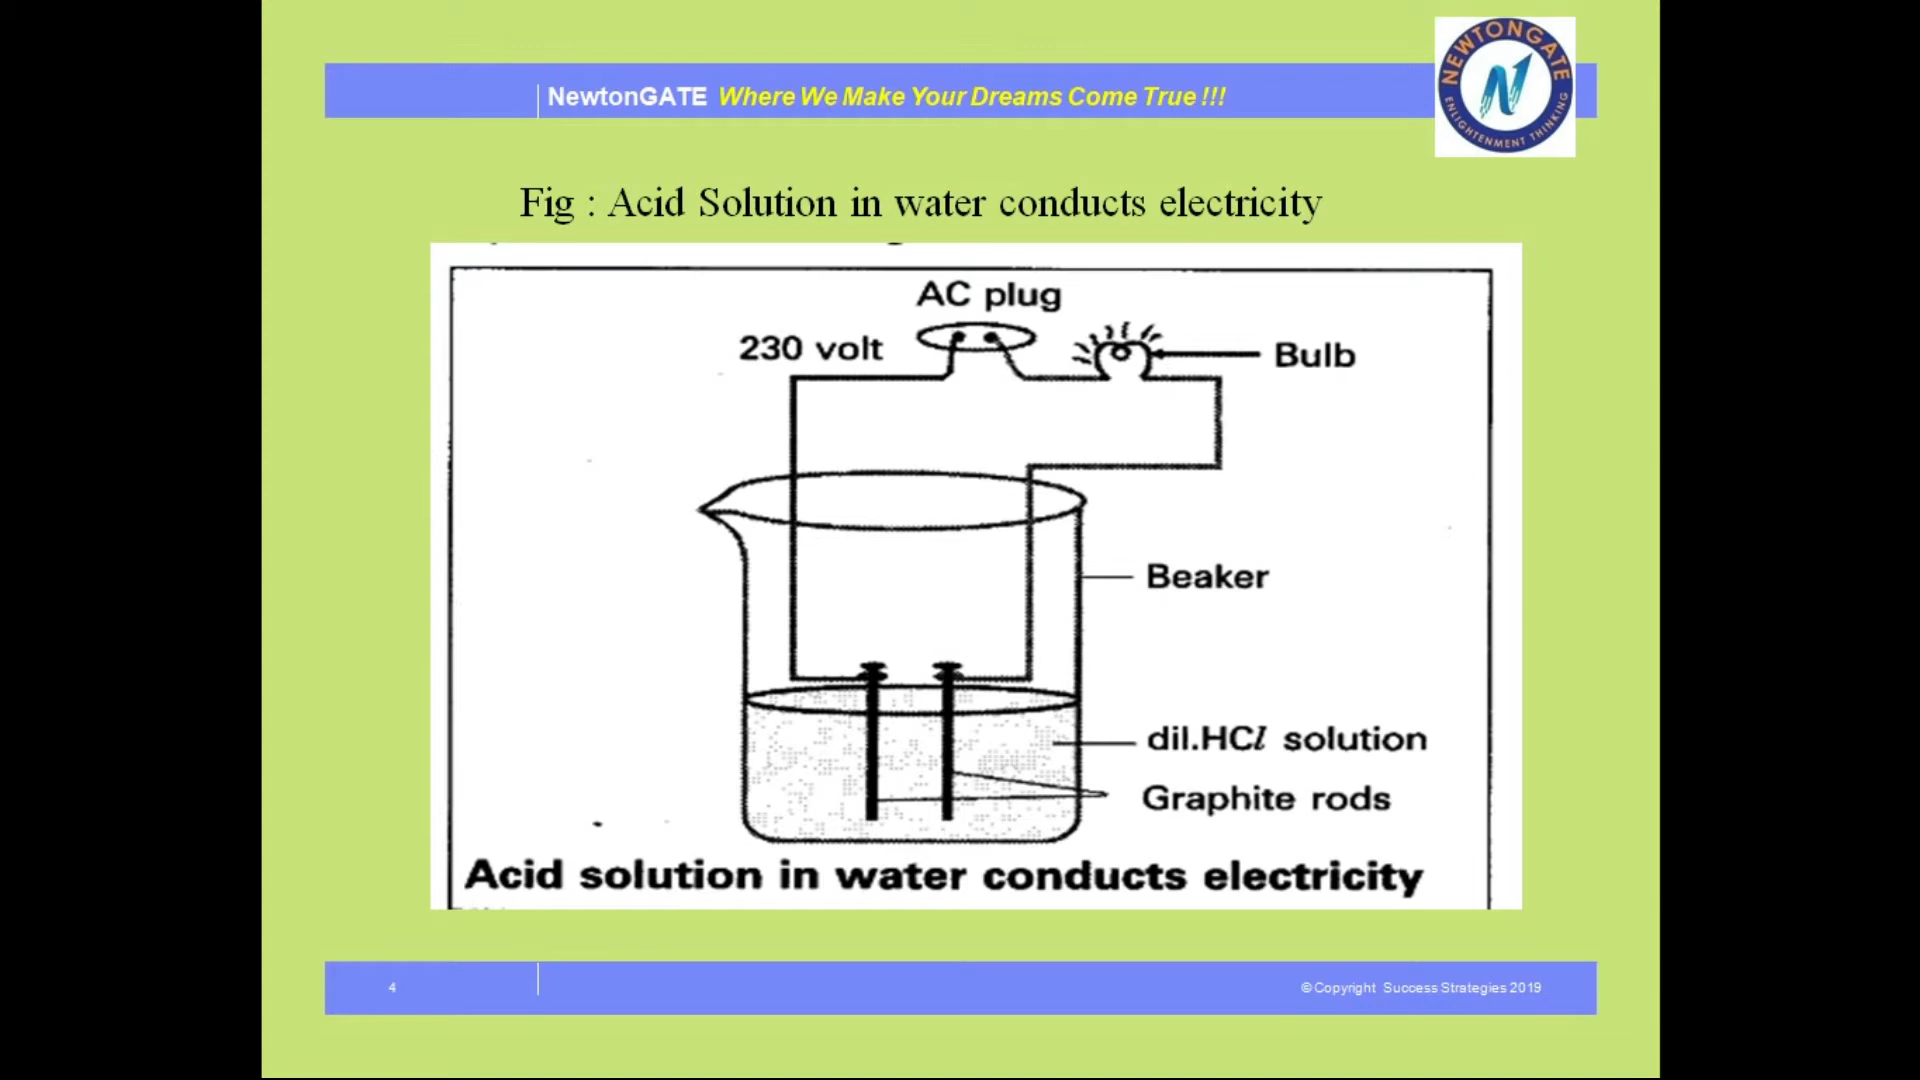 NewtonGATE Where We Make Your Dreams Come True !!!
NEWTONGATE
ENLIGHTENMENT THINKING
Fig : Acid Solution in water conducts electricity
AC plug
230 volt
Bulb
Beaker
dil.HCl solution
Graphite rods
Acid solution in water conducts electricity
4
© Copyright Success Strategies 2019